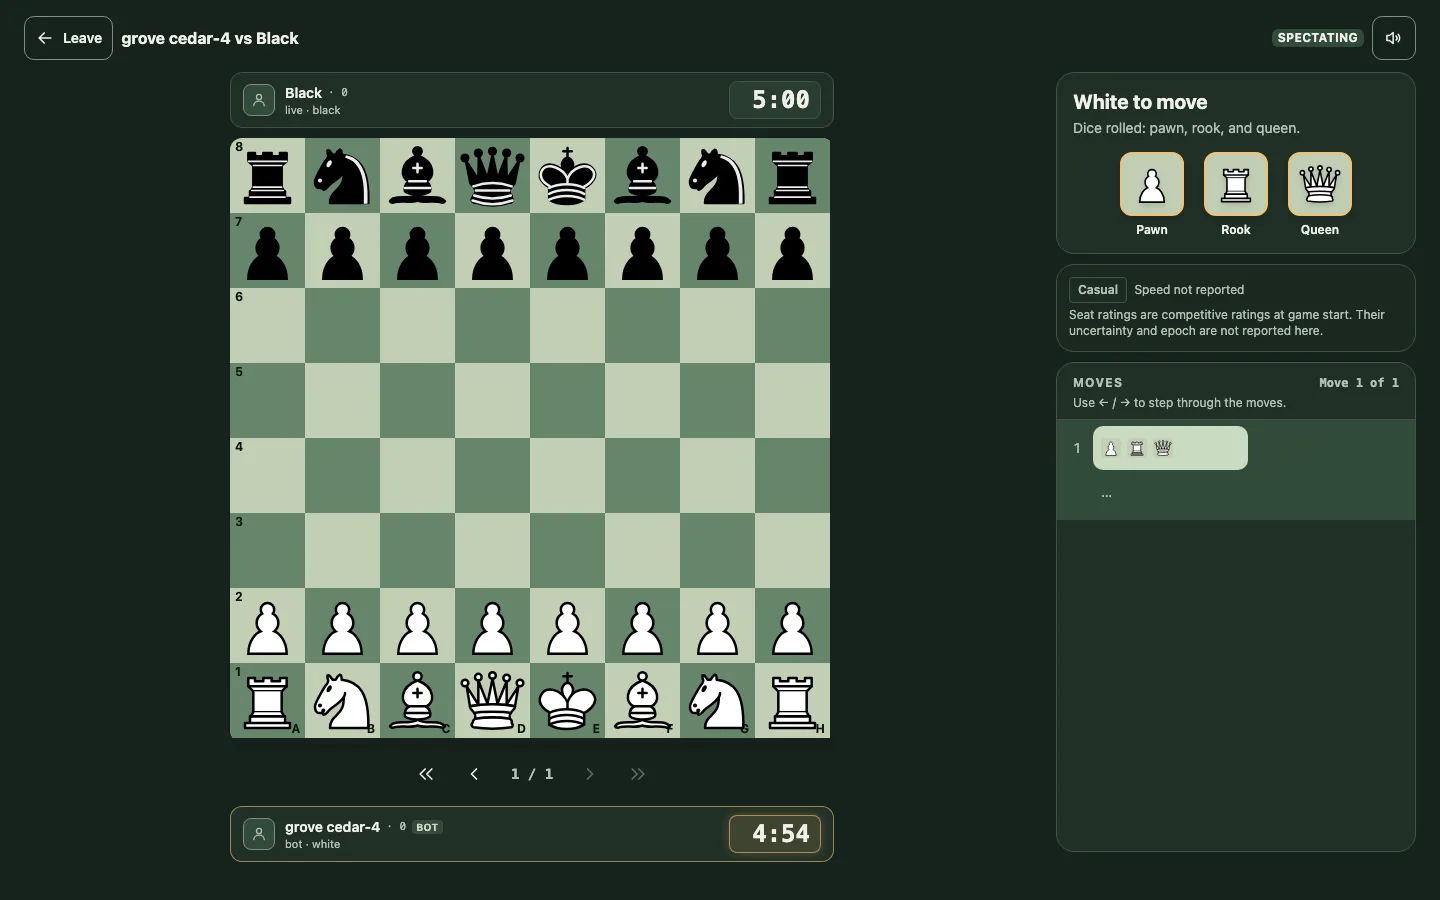 Leave
grove cedar-4 vs Black
SPECTATING
Black · 0
live · black
5:00
8
7
6
5
4
3
2
1
A B C D E F G H
1 / 1
grove cedar-4 · 0 BOT
bot · white
4:54
White to move
Dice rolled: pawn, rook, and queen.
Pawn Rook Queen
Casual Speed not reported
Seat ratings are competitive ratings at game start. Their
uncertainty and epoch are not reported here.
MOVES Move 1 of 1
Use ← / → to step through the moves.
1
...